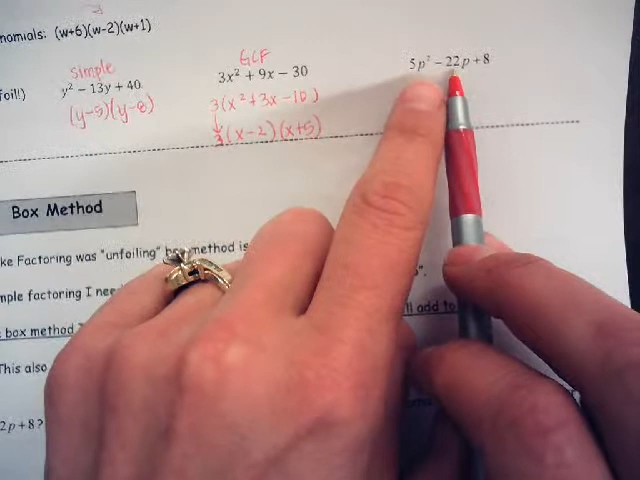 nomials: (w+6)(w-2)(w+1)
simple GCF
foil!) y² – 13y + 40 3x² + 9x – 30 5p² – 22p + 8
(y-5)(y-8) 3(x²+3x-10)
3(x-2)(x+5)
Box Method
ke Factoring was "unfoiling" box method is
mple factoring I nee ".
box method ll add to
This also
2p + 8?